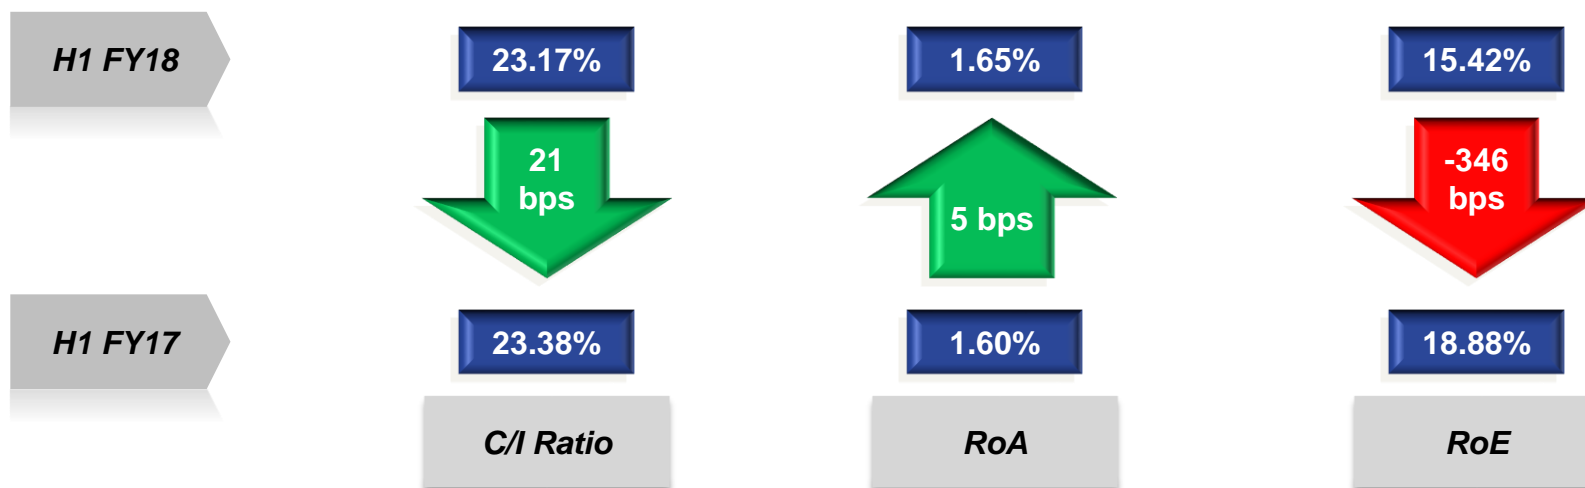 H1 FY18
23.17%
1.65%
15.42%
21
bps
5 bps
-346
bps
H1 FY17
23.38%
1.60%
18.88%
C/I Ratio
RoA
RoE